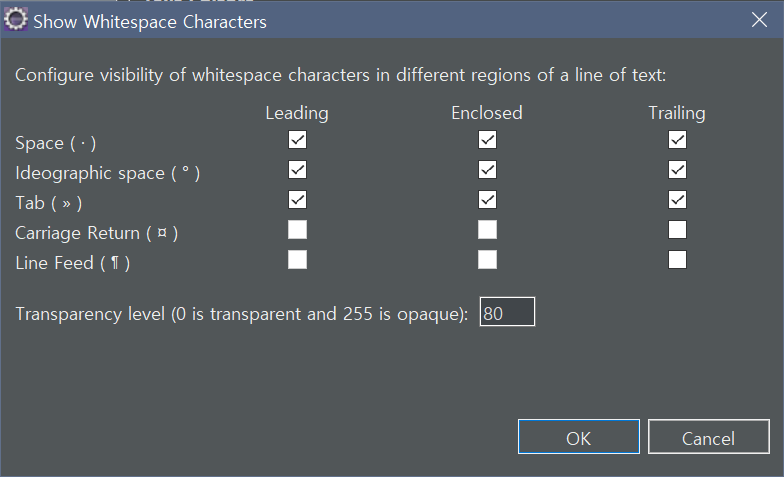 Show Whitespace Characters
Configure visibility of whitespace characters in different regions of a line of text:
Leading Enclosed Trailing
Space ( · )
Ideographic space ( ° )
Tab ( » )
Carriage Return ( ¤ )
Line Feed ( ¶ )
Transparency level (0 is transparent and 255 is opaque): 80
OK Cancel